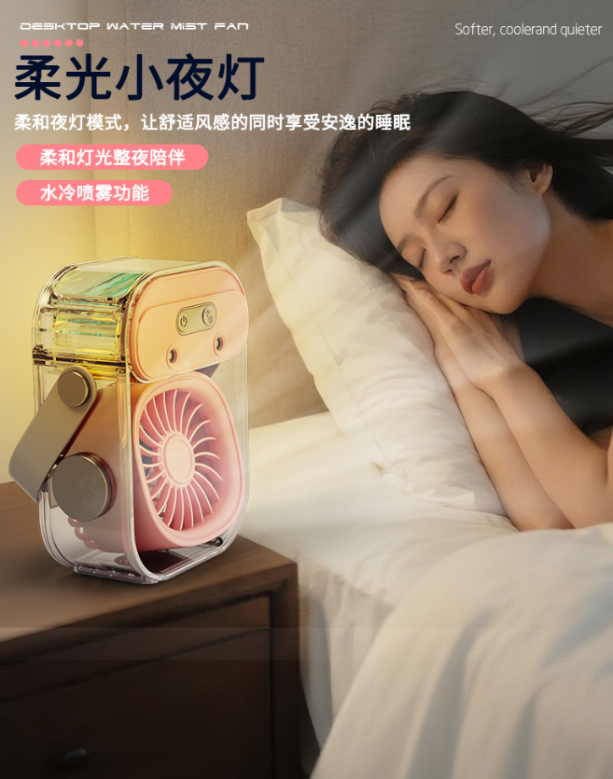 DESKTOP WATER MiST FAN
Softer, coolerand quieter
柔光小夜灯
柔和夜灯模式，让舒适风感的同时享受安逸的睡眠
柔和灯光整夜陪伴
水冷喷雾功能